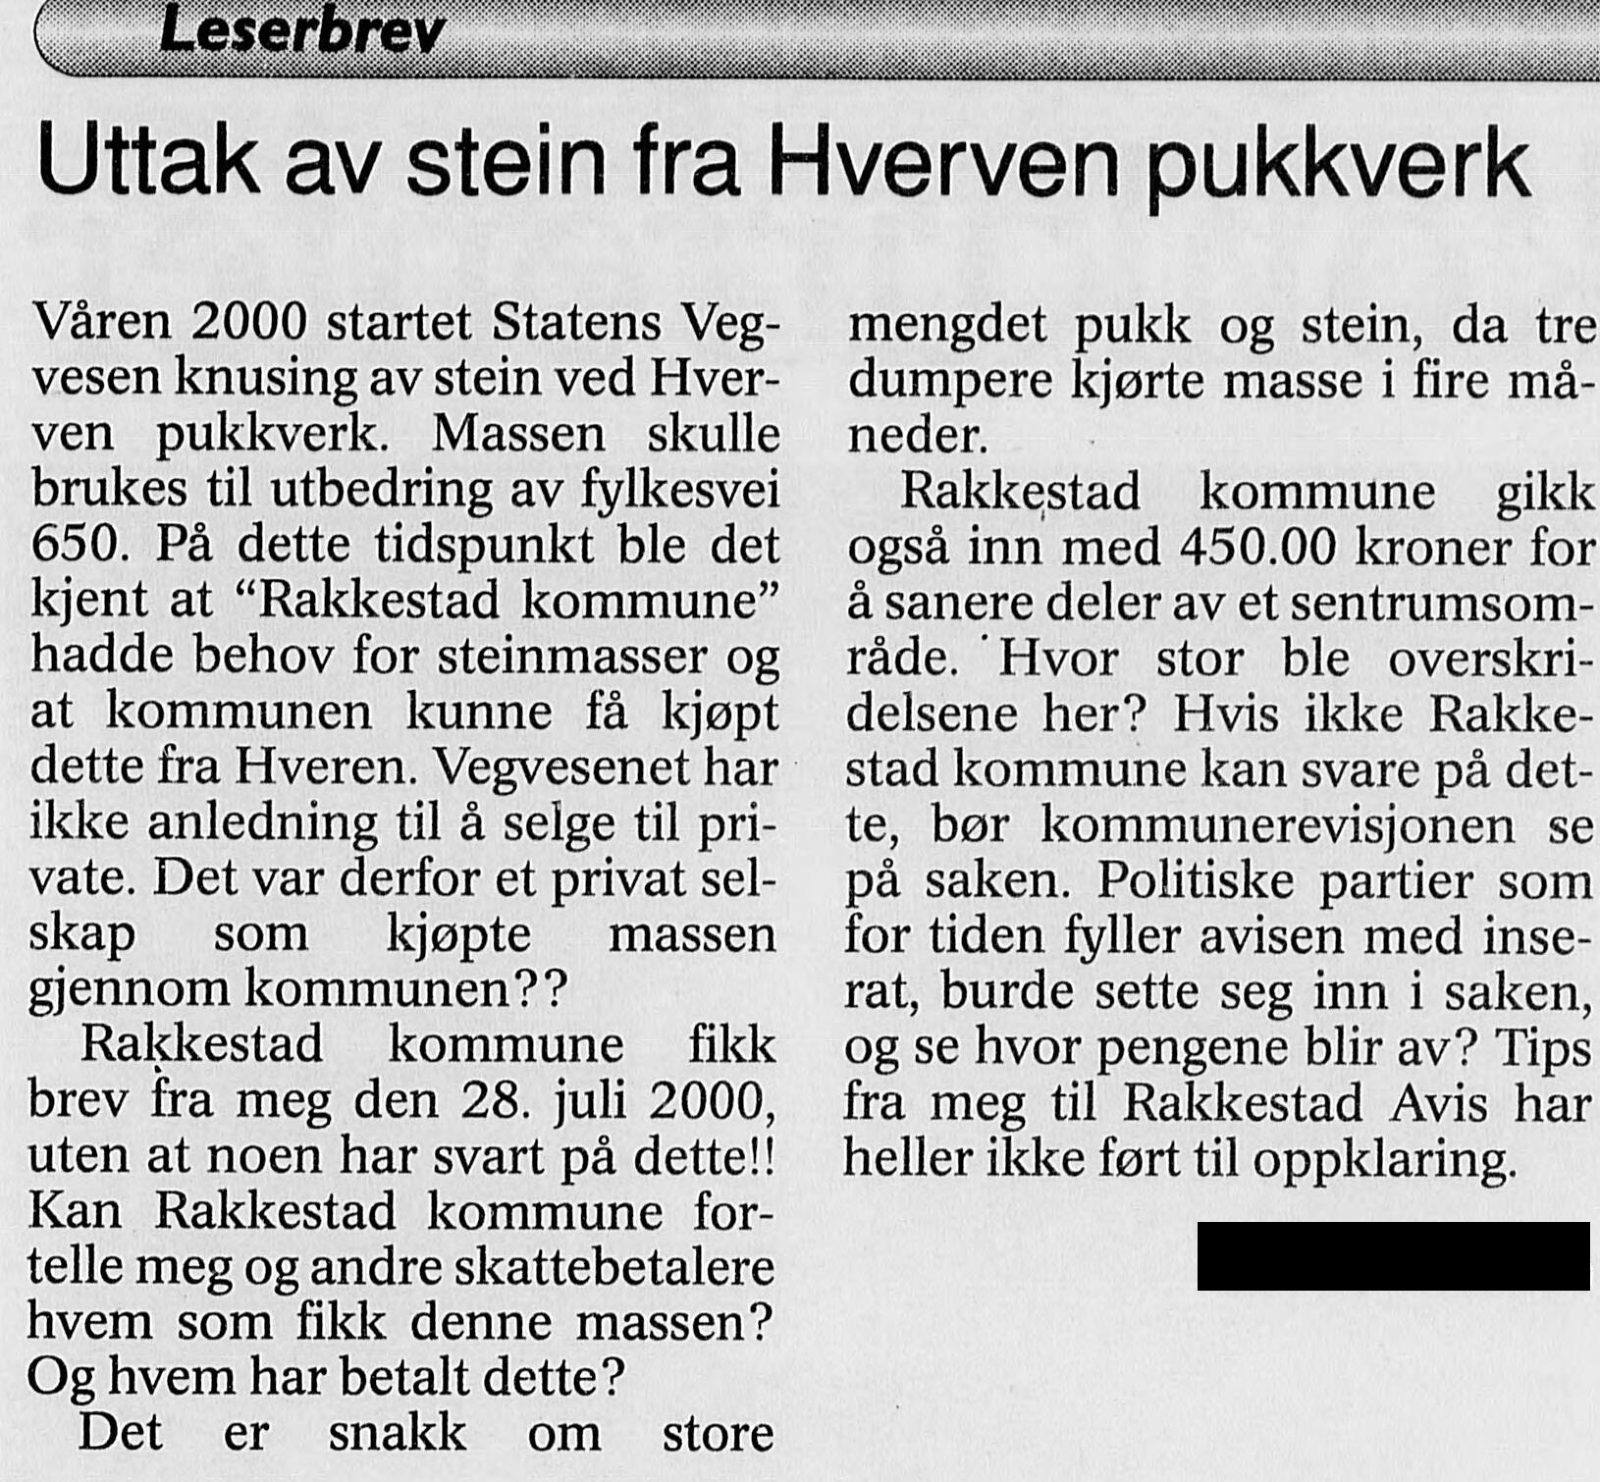 Leserbrev
Uttak av stein fra Hverven pukkverk
Våren 2000 startet Statens Veg-
vesen knusing av stein ved Hver-
ven pukkverk. Massen skulle
brukes til utbedring av fylkesvei
650. På dette tidspunkt ble det
kjent at “Rakkestad kommune”
hadde behov for steinmasser og
at kommunen kunne få kjøpt
dette fra Hveren. Vegvesenet har
ikke anledning til å selge til pri-
vate. Det var derfor et privat sel-
skap som kjøpte massen
gjennom kommunen??
Rakkestad kommune fikk
brev fra meg den 28. juli 2000,
uten at noen har svart på dette!!
Kan Rakkestad kommune for-
telle meg og andre skattebetalere
hvem som fikk denne massen?
Og hvem har betalt dette?
Det er snakk om store
mengdet pukk og stein, da tre
dumpere kjørte masse i fire må-
neder.
Rakkestad kommune gikk
også inn med 450.00 kroner for
å sanere deler av et sentrumsom-
råde. Hvor stor ble overskri-
delsene her? Hvis ikke Rakke-
stad kommune kan svare på det-
te, bør kommunerevisjonen se
på saken. Politiske partier som
for tiden fyller avisen med inse-
rat, burde sette seg inn i saken,
og se hvor pengene blir av? Tips
fra meg til Rakkestad Avis har
heller ikke ført til oppklaring.